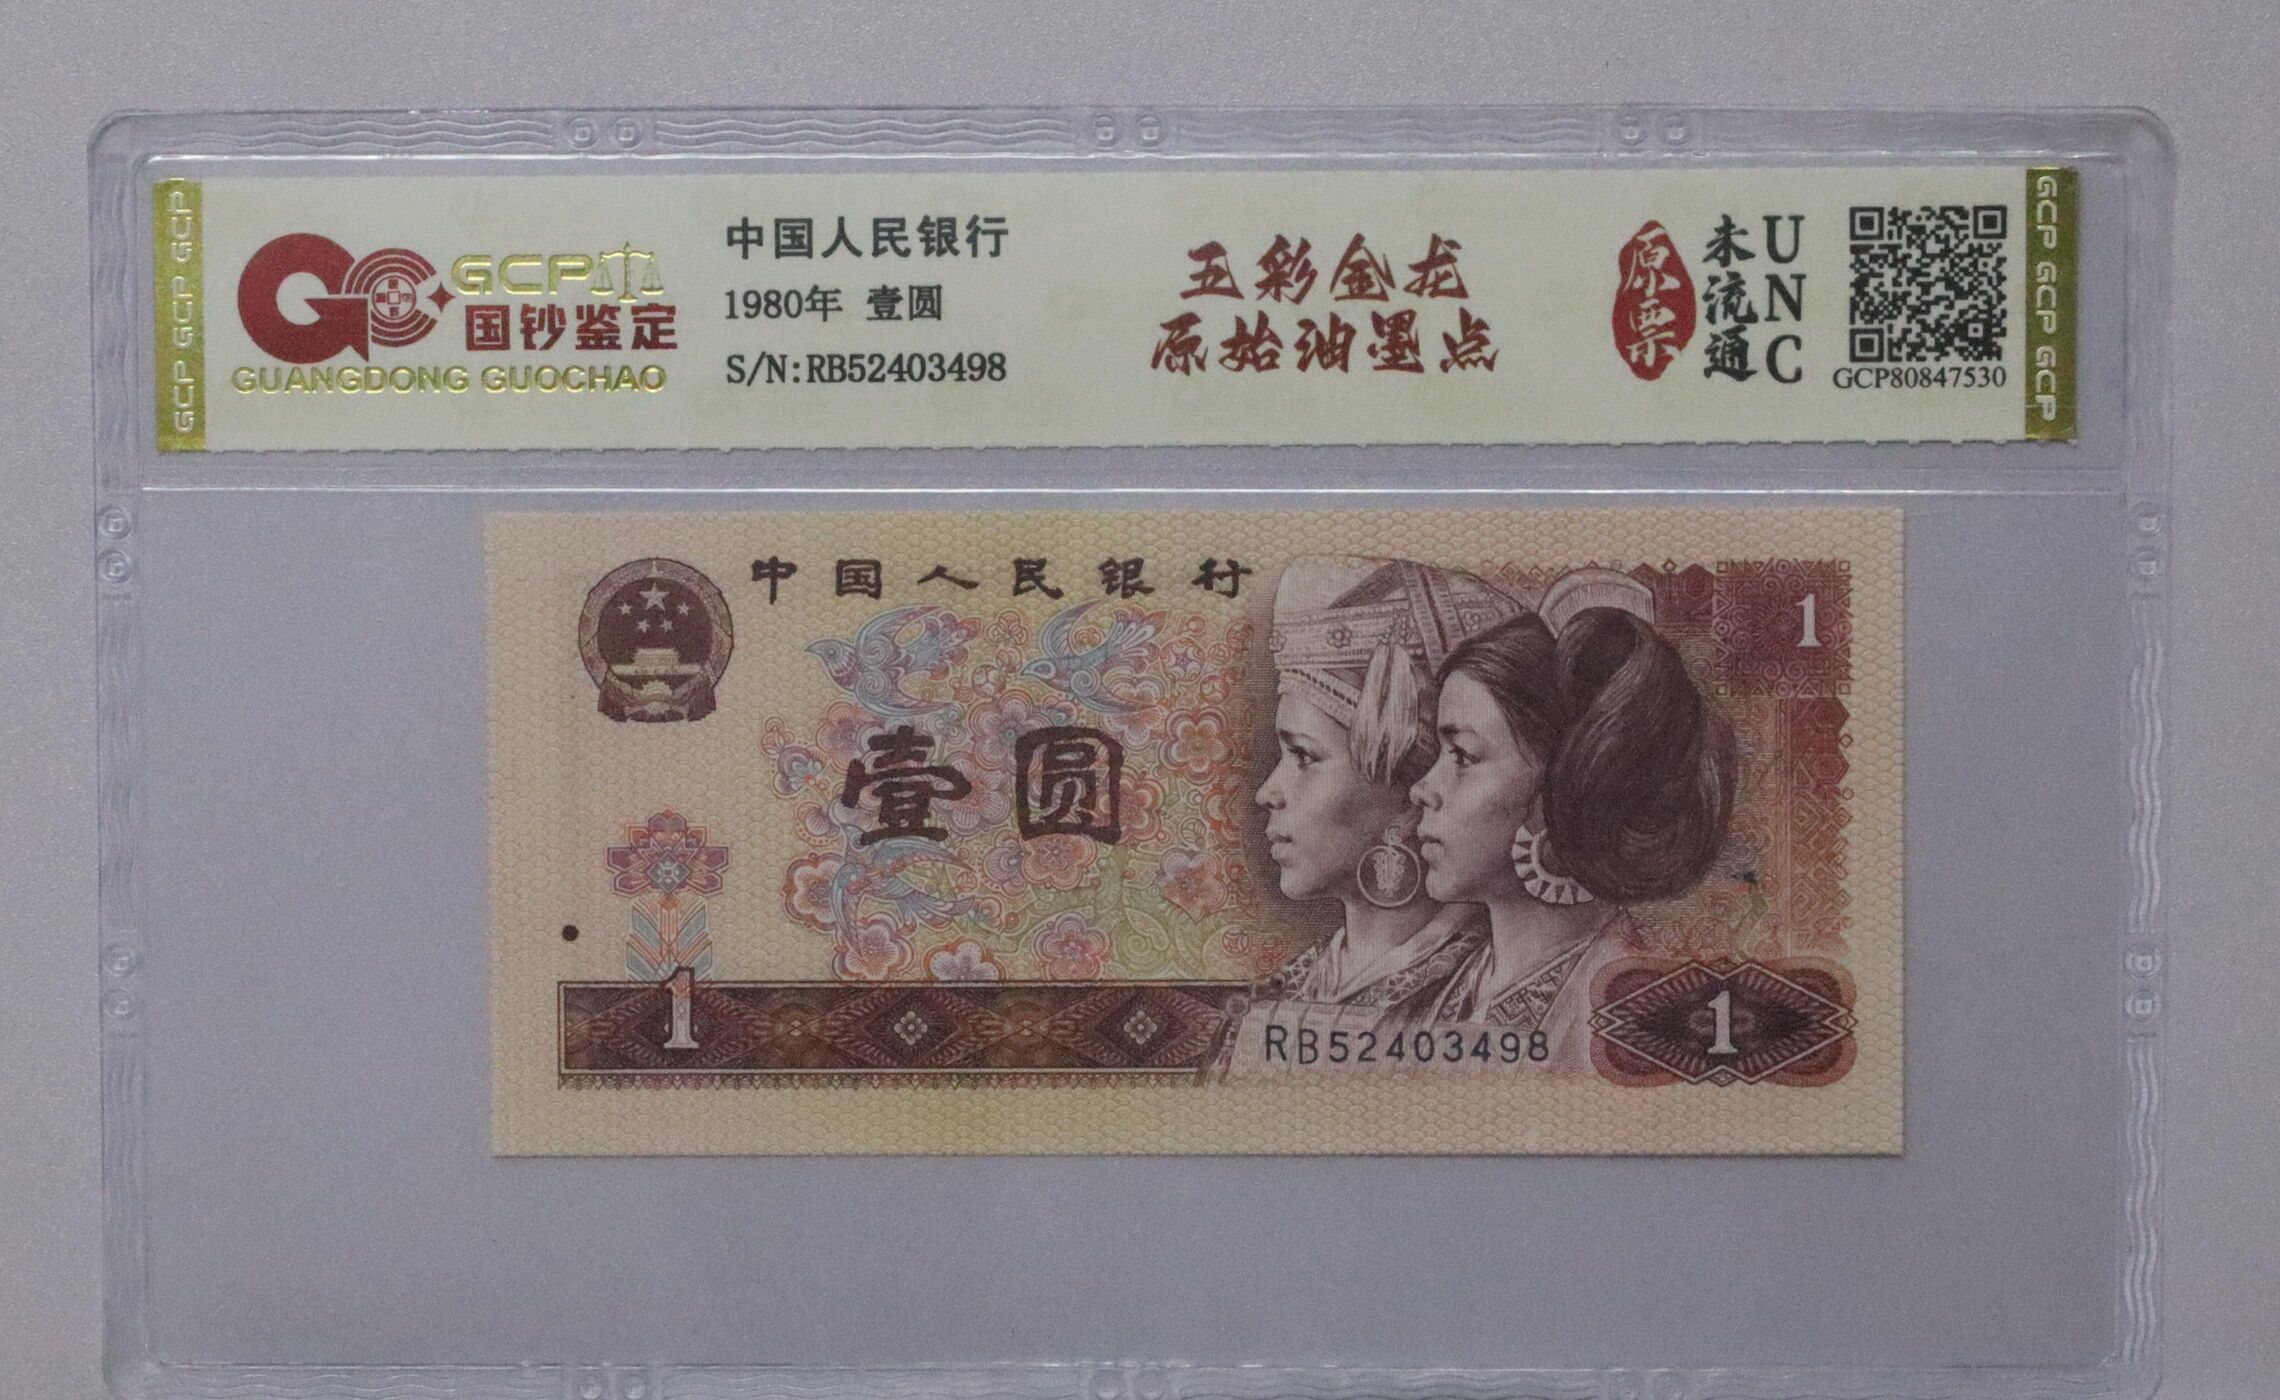 GCP GCP GCP
GCP
国钞鉴定
GUANGDONG GUOCHAO
中国人民银行
1980年 壹圆
S/N:RB52403498
五彩金龙
原始油墨点
原票
未流通
UNC
GCP80847530
GCP GCP GCP
中国人民银行
1
壹圆
1
RB52403498
1